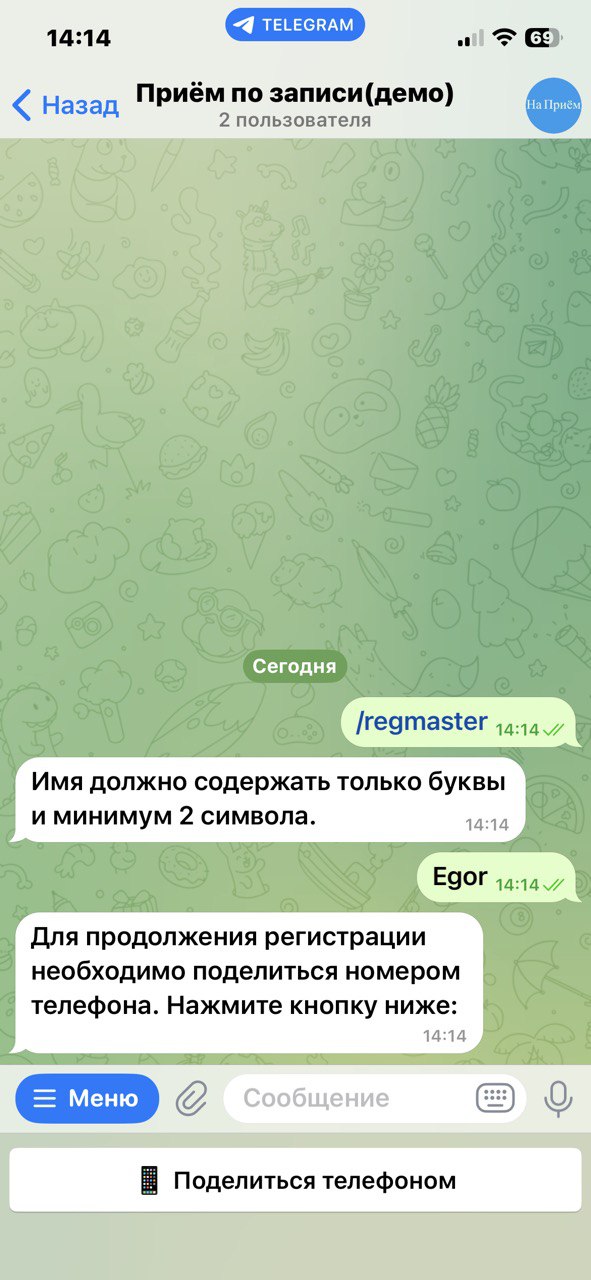 14:14
TELEGRAM
69
Назад
Приём по записи(демо)
2 пользователя
На Приём
Сегодня
/regmaster 14:14
Имя должно содержать только буквы
и минимум 2 символа.
14:14
Egor 14:14
Для продолжения регистрации
необходимо поделиться номером
телефона. Нажмите кнопку ниже:
14:14
Меню
Сообщение
Поделиться телефоном